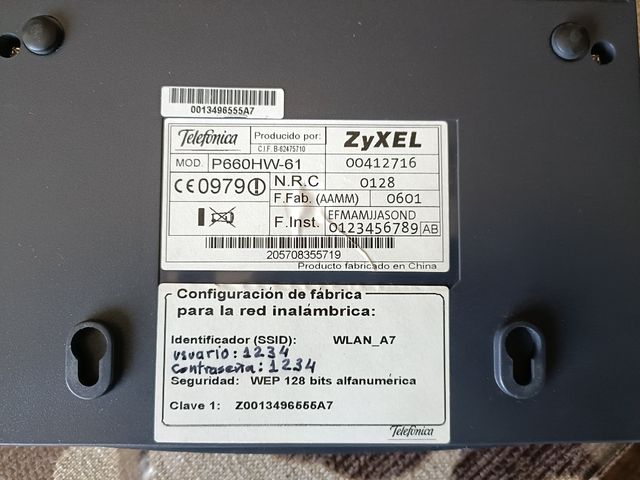 0013496555A7
Telefónica
Producido por:
C.I.F. B-62475710
ZyXEL
MOD. P660HW-61 00412716
CE0979 N.R.C 0128
F.Fab. (AAMM) 0601
F.Inst. EFMAMJJASOND
0123456789 AB
205708355719
Producto fabricado en China
Configuración de fábrica
para la red inalámbrica:
Identificador (SSID): WLAN_A7
usuario: 1234
Contraseña: 1234
Seguridad: WEP 128 bits alfanumérica
Clave 1: Z0013496555A7
Telefónica